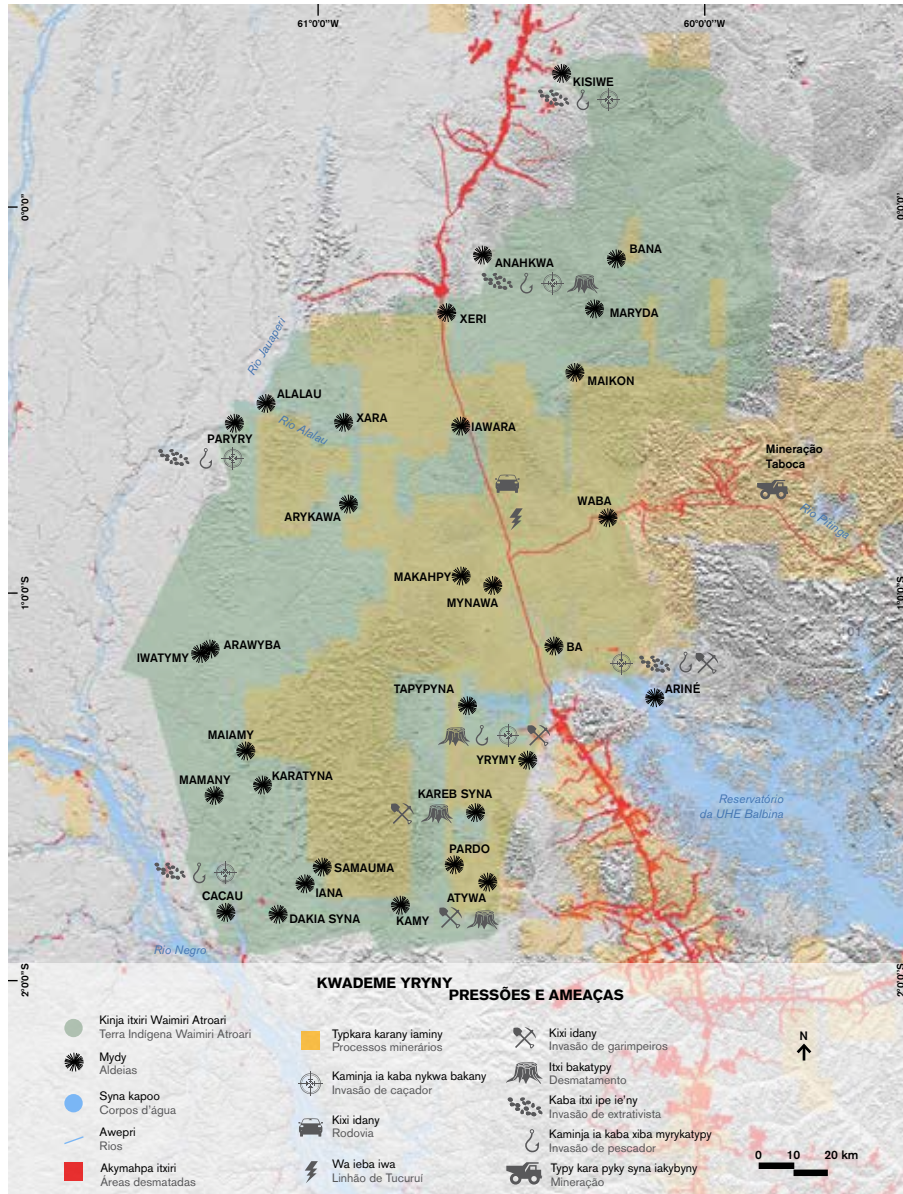 61°0'0"W
60°0'0"W
KISIWE
0°0'0"
0°0'0"
ANAHKWA
BANA
XERI
MARYDA
Rio Jauaperi
MAIKON
ALALAU
XARA
Rio Alalau
IAWARA
PARYRY
Mineração
Taboca
ARYKAWA
WABA
Rio Pitinga
MAKAHPY
MYNAWA
1°0'0"S
1°0'0"S
ARAWYBA
IWATYMY
BA
ARINÉ
TAPYPYNA
MAIAMY
YRYMY
KARATYNA
MAMANY
KAREB SYNA
Reservatório
da UHE Balbina
PARDO
SAMAUMA
IANA
ATYWA
CACAU
DAKIA SYNA
KAMY
Rio Negro
2°0'0"S
2°0'0"S
KWADEME YRYNY
PRESSÕES E AMEAÇAS
Kinja itxiri Waimiri Atroari
Terra Indígena Waimiri Atroari
Mydy
Aldeias
Syna kapoo
Corpos d'água
Awepri
Rios
Akymahpa itxiri
Áreas desmatadas
Typkara karany iaminy
Processos minerários
Kaminja ia kaba nykwa bakany
Invasão de caçador
Kixi idany
Rodovia
Wa ieba iwa
Linhão de Tucuruí
Kixi idany
Invasão de garimpeiros
Itxi bakatypy
Desmatamento
Kaba itxi ipe ie'ny
Invasão de extrativista
Kaminja ia kaba xiba myrykatypy
Invasão de pescador
Typy kara pyky syna iakybyny
Mineração
N
0 10 20 km